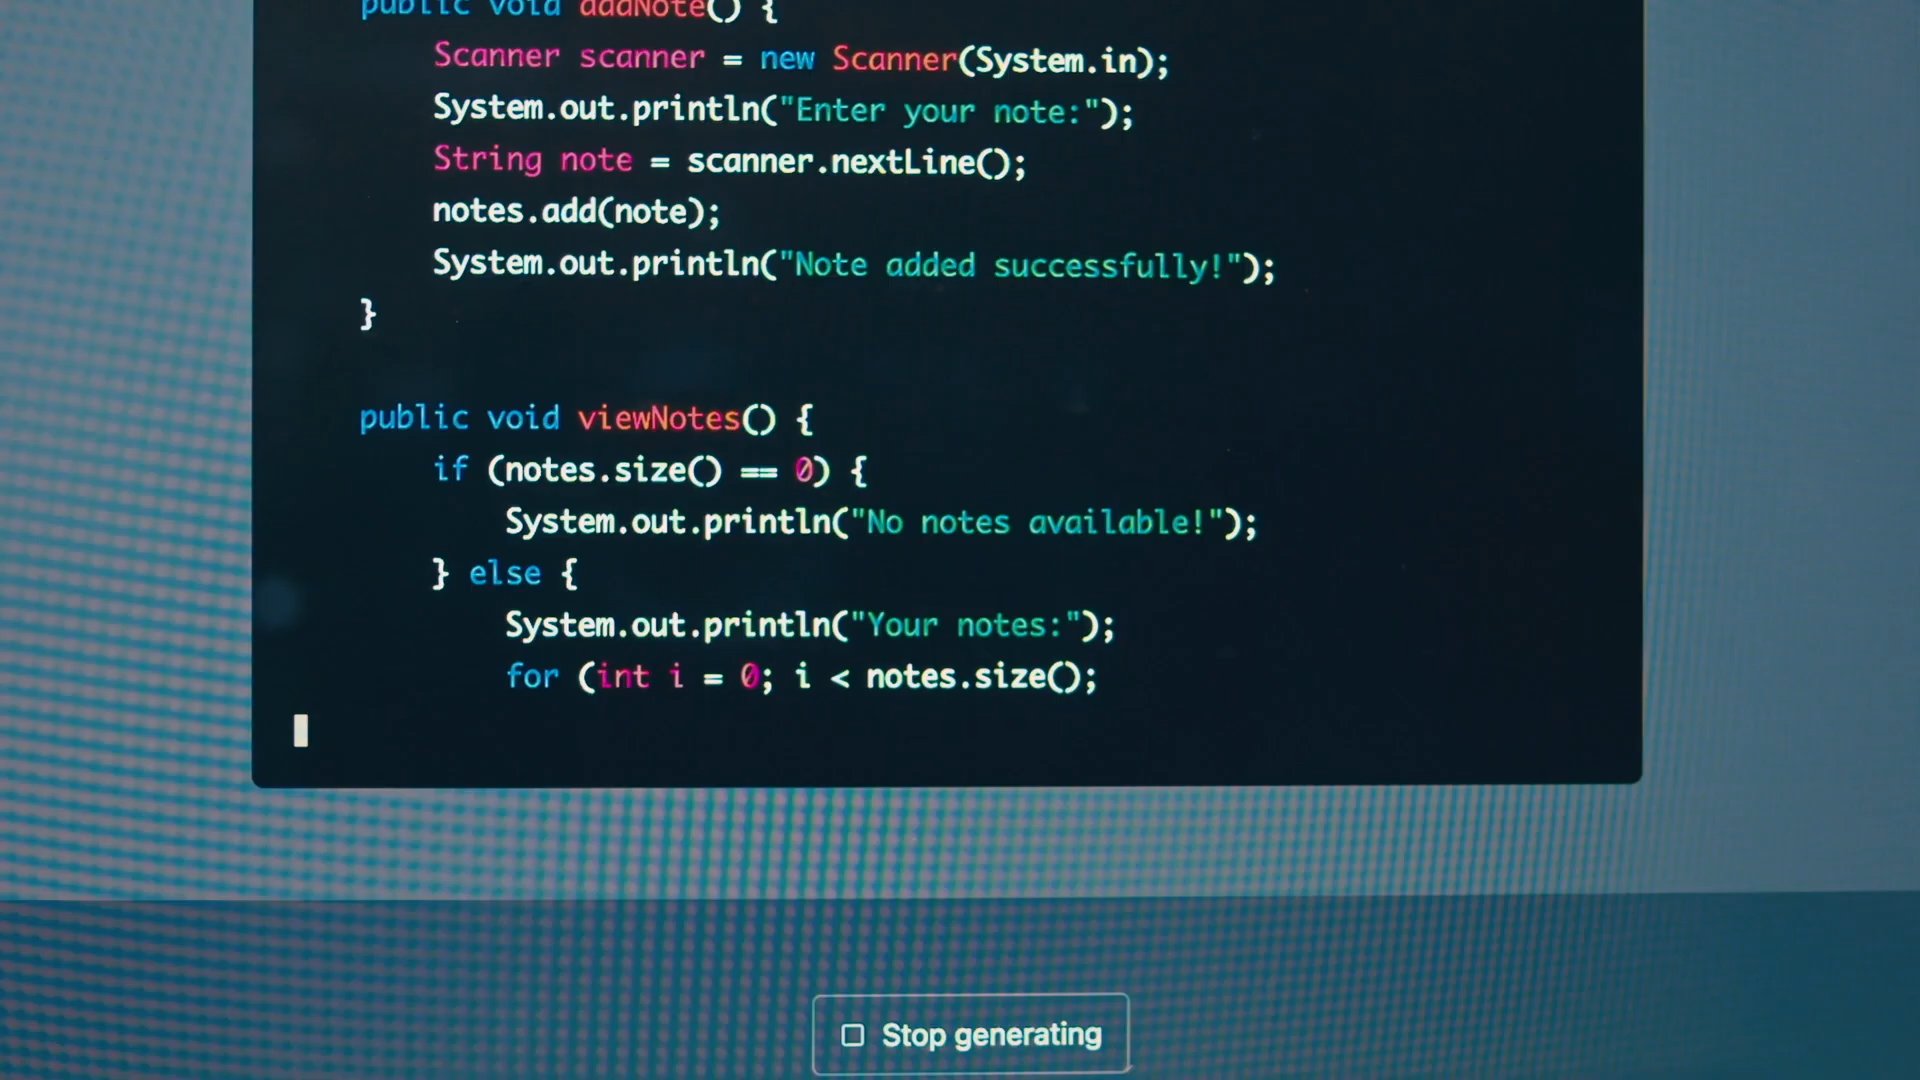 public void addNote() {
Scanner scanner = new Scanner(System.in);
System.out.println("Enter your note:");
String note = scanner.nextLine();
notes.add(note);
System.out.println("Note added successfully!");
}
public void viewNotes() {
if (notes.size() == 0) {
System.out.println("No notes available!");
} else {
System.out.println("Your notes:");
for (int i = 0; i < notes.size();
Stop generating